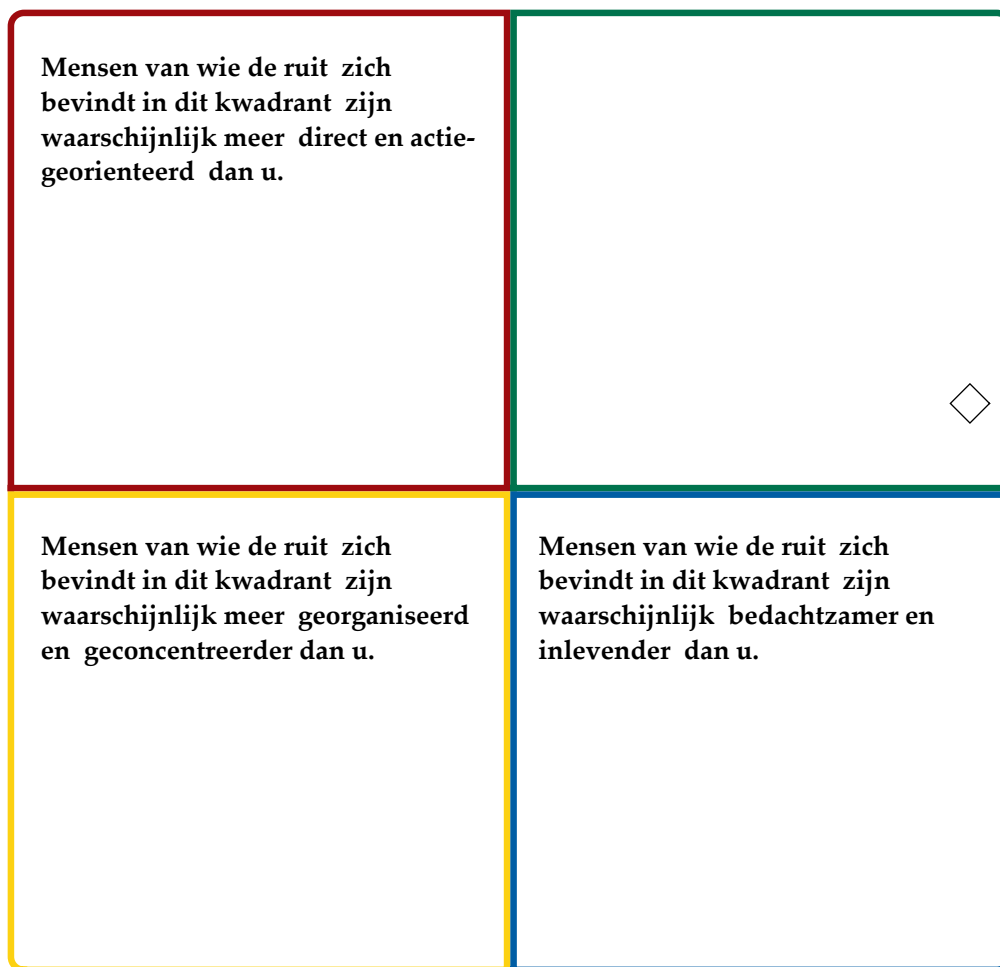 Mensen van wie de ruit zich
bevindt in dit kwadrant zijn
waarschijnlijk meer direct en actie-
georienteerd dan u.
Mensen van wie de ruit zich
bevindt in dit kwadrant zijn
waarschijnlijk meer georganiseerd
en geconcentreerder dan u.
Mensen van wie de ruit zich
bevindt in dit kwadrant zijn
waarschijnlijk bedachtzamer en
inlevender dan u.